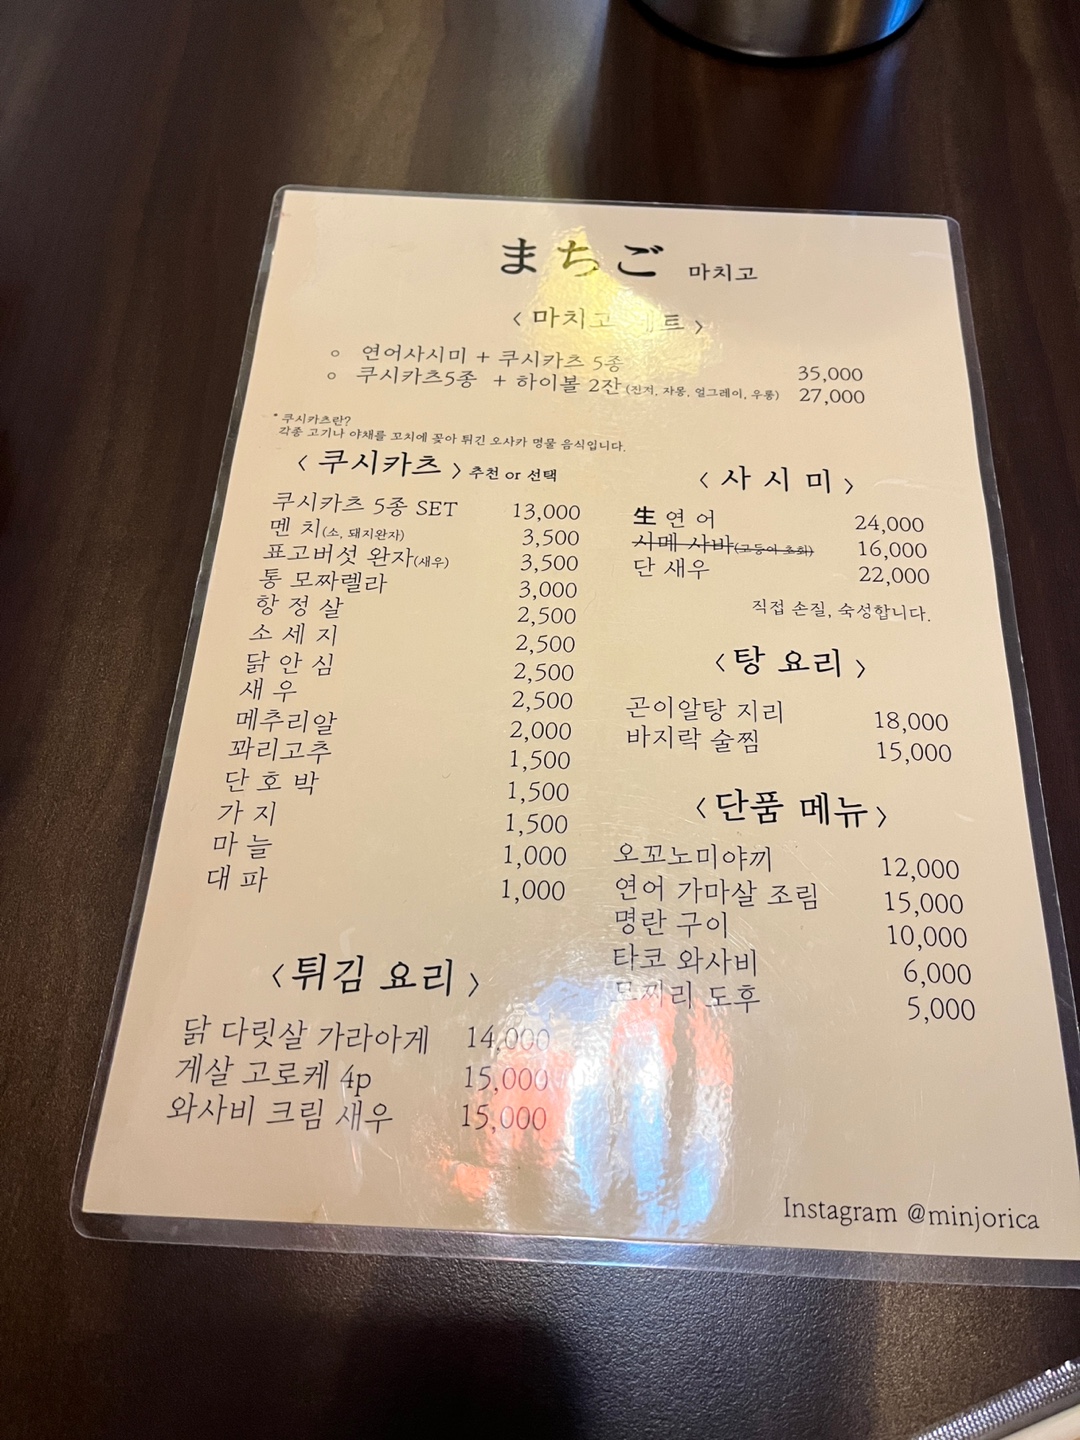 まちご 마치고
〈 마치고 세트 〉
○ 연어사시미 + 쿠시카츠 5종 35,000
○ 쿠시카츠5종 + 하이볼 2잔 (진저, 자몽, 얼그레이, 우롱) 27,000
* 쿠시카츠란?
각종 고기나 야채를 꼬치에 꽂아 튀긴 오사카 명물 음식입니다.
〈 쿠시카츠 〉 추천 or 선택
쿠시카츠 5종 SET 13,000
멘 치(소, 돼지완자) 3,500
표고버섯 완자(새우) 3,500
통 모짜렐라 3,000
항 정 살 2,500
소 세 지 2,500
닭 안 심 2,500
새 우 2,500
메추리알 2,000
꽈리고추 1,500
단 호 박 1,500
가 지 1,500
마 늘 1,000
대 파 1,000
〈 튀김 요리 〉
닭 다릿살 가라아게 14,000
게살 고로케 4p 15,000
와사비 크림 새우 15,000
〈 사 시 미 〉
生 연 어 24,000
시메 사바(고등어 초회) 16,000
단 새우 22,000
직접 손질, 숙성합니다.
〈 탕 요리 〉
곤이알탕 지리 18,000
바지락 술찜 15,000
〈 단품 메뉴 〉
오꼬노미야끼 12,000
연어 가마살 조림 15,000
명란 구이 10,000
타코 와사비 6,000
모찌리 도후 5,000
Instagram @minjorica